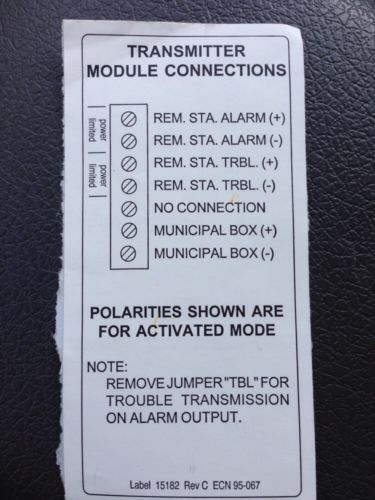 TRANSMITTER
MODULE CONNECTIONS
power
limited
REM. STA. ALARM (+)
REM. STA. ALARM (-)
power
limited
REM. STA. TRBL. (+)
REM. STA. TRBL. (-)
NO CONNECTION
MUNICIPAL BOX (+)
MUNICIPAL BOX (-)
POLARITIES SHOWN ARE
FOR ACTIVATED MODE
NOTE:
REMOVE JUMPER "TBL" FOR
TROUBLE TRANSMISSION
ON ALARM OUTPUT.
Label 15182 Rev C ECN 95-067